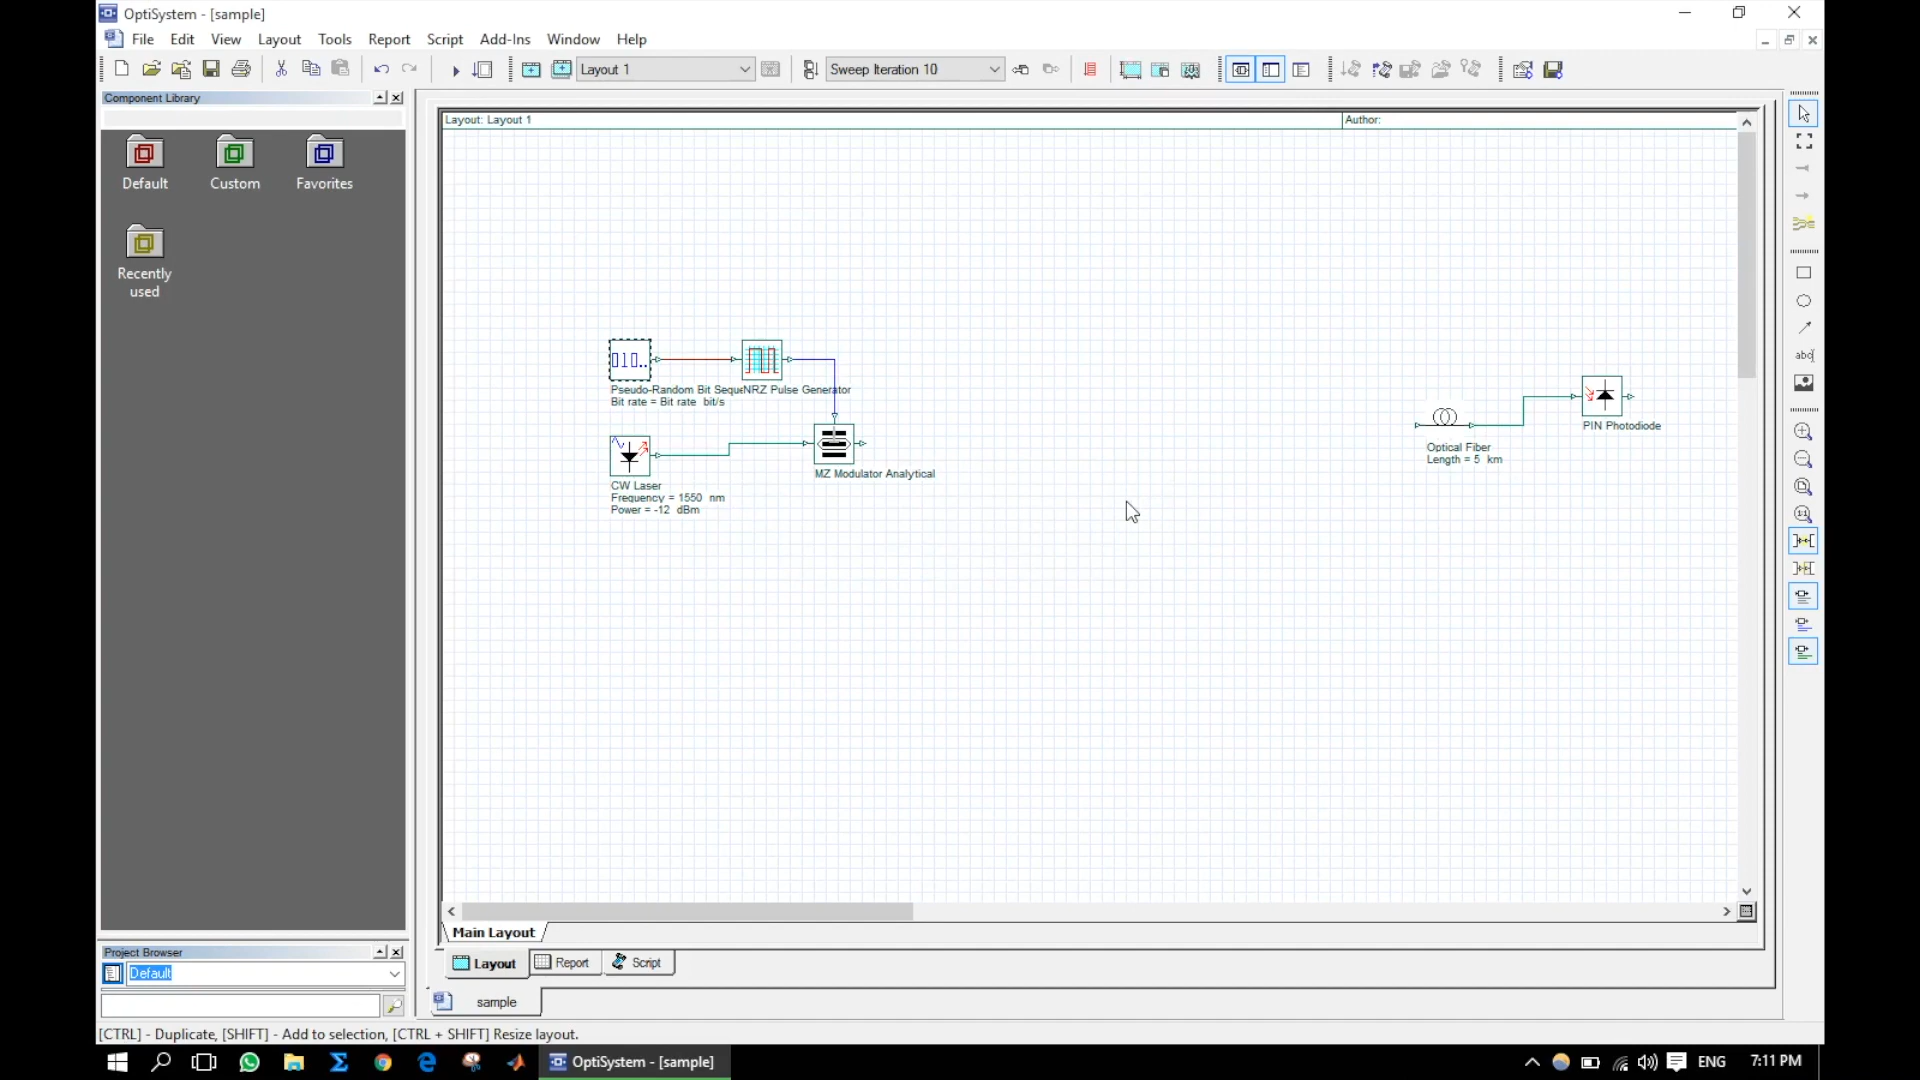 OptiSystem - [sample]
File Edit View Layout Tools Report Script Add-Ins Window Help
Layout 1 Sweep Iteration 10
Component Library
Default Custom Favorites
Recently
used
Layout: Layout 1
Author:
010..
Pseudo-Random Bit Seque NRZ Pulse Generator
Bit rate = Bit rate bit/s
CW Laser
Frequency = 1550 nm
Power = -12 dBm
MZ Modulator Analytical
Optical Fiber
Length = 5 km
PIN Photodiode
Main Layout
Layout Report Script
sample
Project Browser
Default
[CTRL] - Duplicate, [SHIFT] - Add to selection, [CTRL + SHIFT] Resize layout.
OptiSystem - [sample]
ENG
7:11 PM